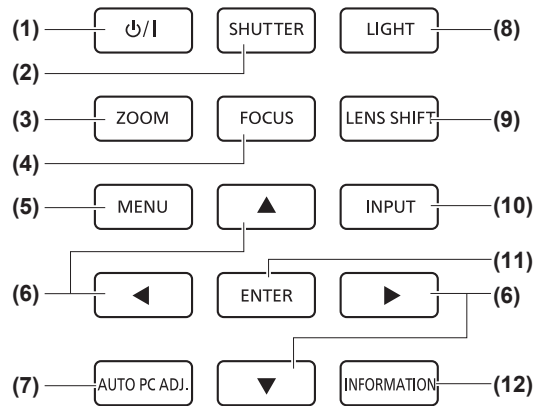 (1) ⏻/I SHUTTER LIGHT (8)
(2)
(3) ZOOM FOCUS LENS SHIFT (9)
(4)
(5) MENU ▲ INPUT (10)
(11)
(6) ◀ ENTER ▶ (6)
(7) AUTO PC ADJ. ▼ INFORMATION (12)